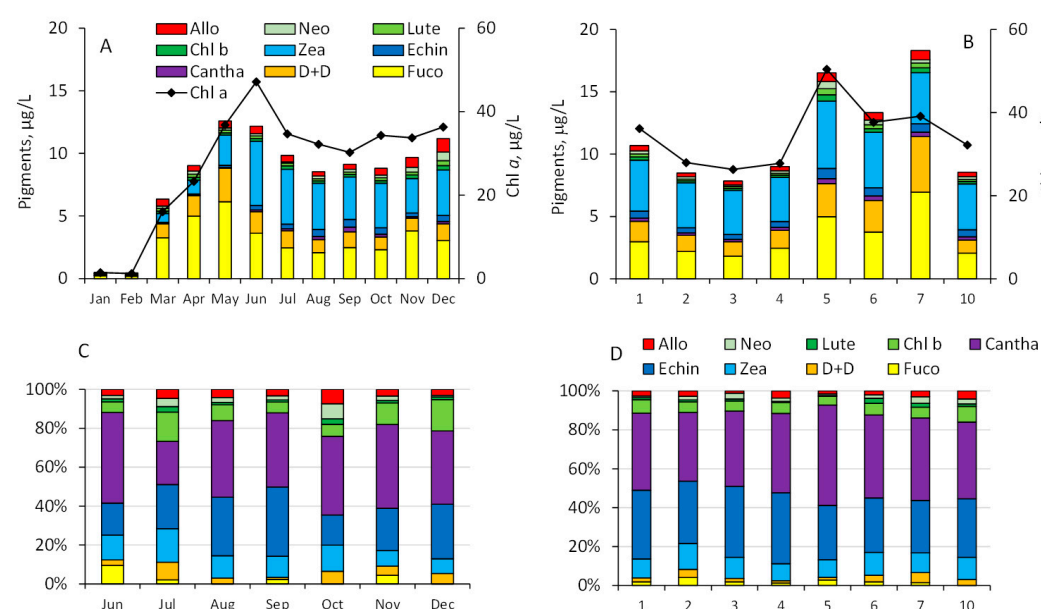 A
Allo Neo Lute
Chl b Zea Echin
Cantha D+D Fuco
Chl a
Pigments, µg/L
20
15
10
5
0
60
40
20
0
Chl a, µg/L
Jan Feb Mar Apr May Jun Jul Aug Sep Oct Nov Dec
B
Pigments, µg/L
20
15
10
5
0
60
40
20
0
1 2 3 4 5 6 7 10
C
100%
80%
60%
40%
20%
0%
Jun Jul Aug Sep Oct Nov Dec
D
Allo Neo Lute Chl b Cantha
Echin Zea D+D Fuco
100%
80%
60%
40%
20%
0%
1 2 3 4 5 6 7 10